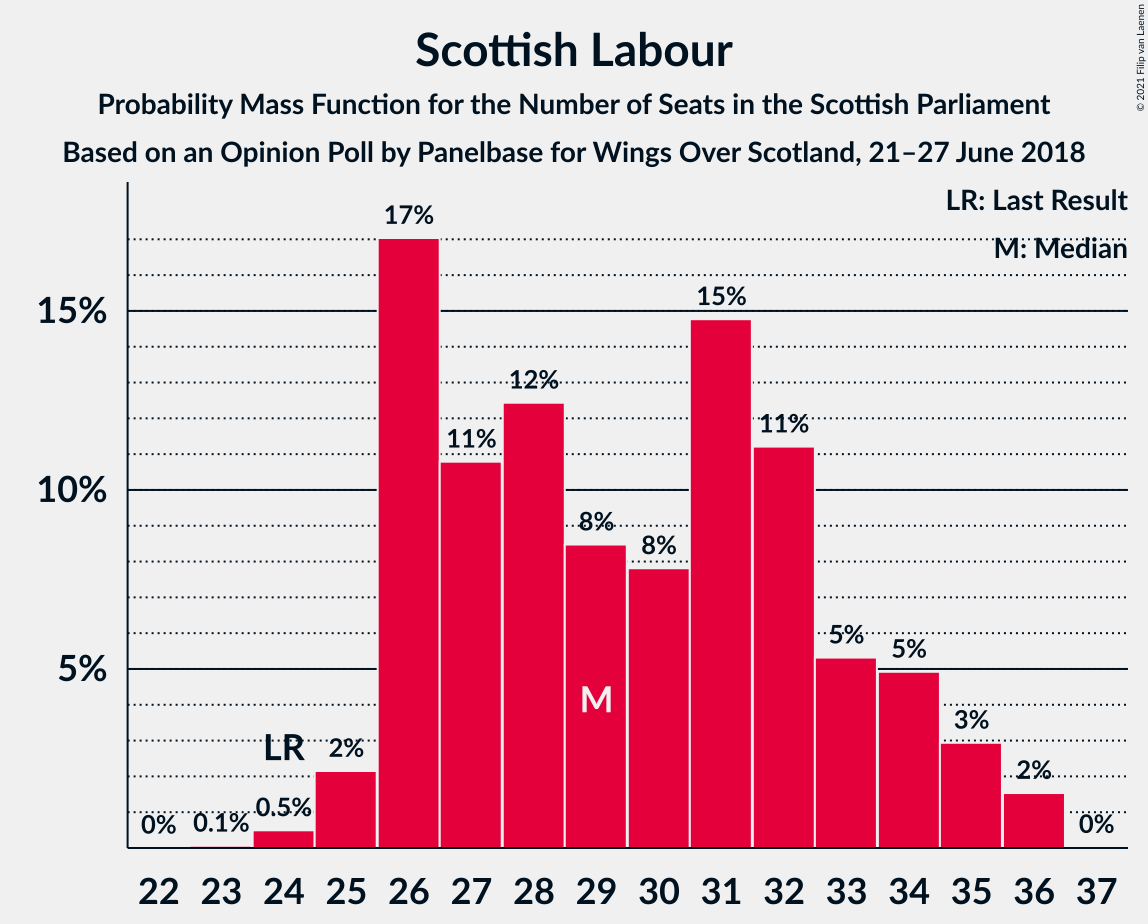 Scottish Labour
Probability Mass Function for the Number of Seats in the Scottish Parliament
Based on an Opinion Poll by Panelbase for Wings Over Scotland, 21–27 June 2018
© 2021 Filip van Laenen
LR: Last Result
M: Median
17%
15%
15%
12%
11%
11%
10%
8%
8%
5%
5%
5%
M
3%
LR
2%
2%
0.5%
0%
0.1%
0%
22 23 24 25 26 27 28 29 30 31 32 33 34 35 36 37